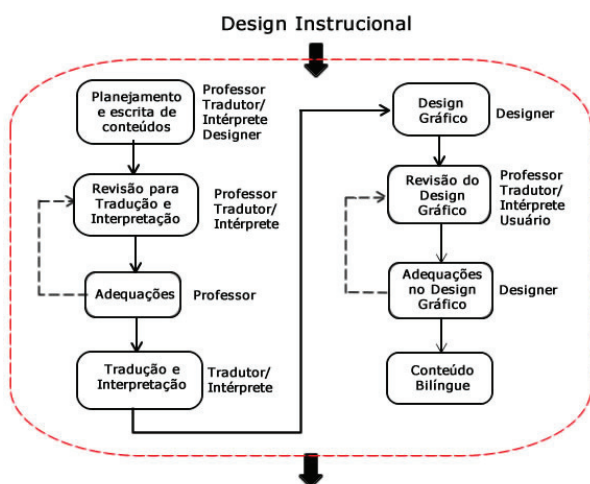 Design Instrucional
Planejamento
e escrita de
conteúdos
Professor
Tradutor/
Intérprete
Designer
Revisão para
Tradução e
Interpretação
Professor
Tradutor/
Intérprete
Adequações
Professor
Tradução e
Interpretação
Tradutor/
Intérprete
Design
Gráfico
Designer
Revisão do
Design
Gráfico
Professor
Tradutor/
Intérprete
Usuário
Adequações
no Design
Gráfico
Designer
Conteúdo
Bilíngue